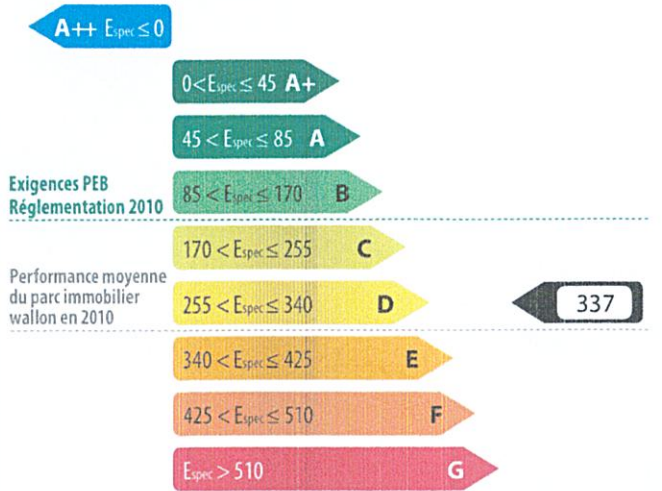 A++ Espec ≤ 0
0 < Espec ≤ 45 A+
45 < Espec ≤ 85 A
Exigences PEB
Réglementation 2010
85 < Espec ≤ 170 B
170 < Espec ≤ 255 C
Performance moyenne
du parc immobilier
wallon en 2010
255 < Espec ≤ 340 D
337
340 < Espec ≤ 425 E
425 < Espec ≤ 510 F
Espec > 510 G